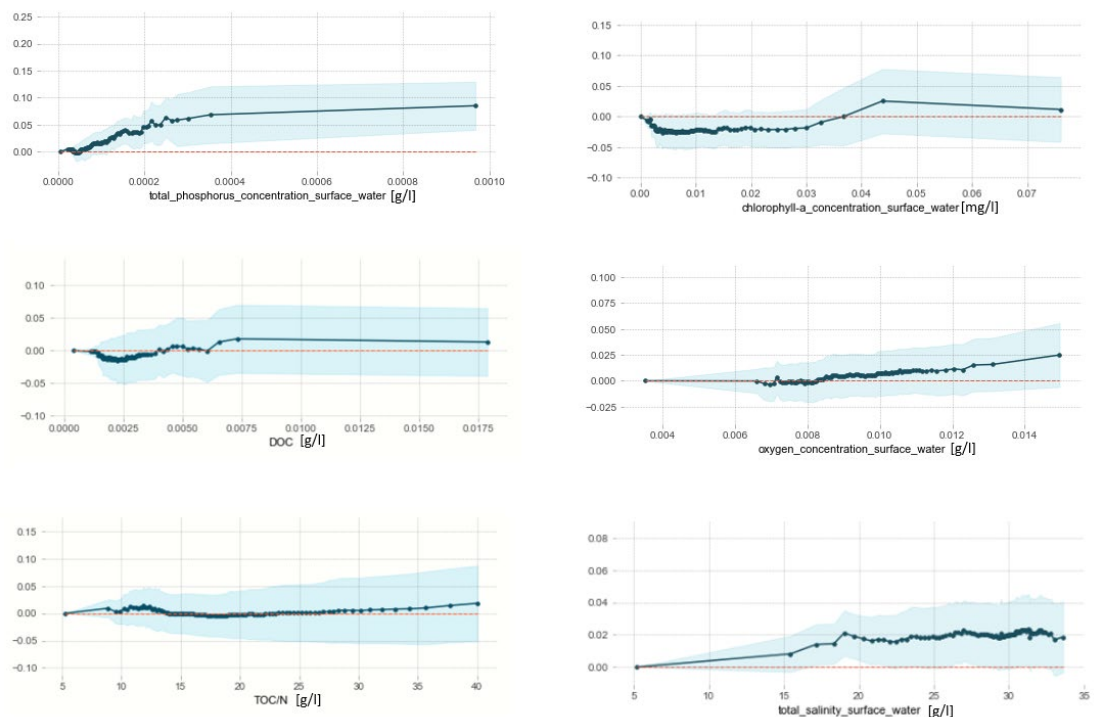 0.25
0.20
0.15
0.10
0.05
0.00
0.0000 0.0002 0.0004 0.0006 0.0008 0.0010
total_phosphorus_concentration_surface_water [g/l]
0.15
0.10
0.05
0.00
−0.05
−0.10
0.00 0.01 0.02 0.03 0.04 0.05 0.06 0.07
chlorophyll-a_concentration_surface_water [mg/l]
0.10
0.05
0.00
−0.05
−0.10
0.0000 0.0025 0.0050 0.0075 0.0100 0.0125 0.0150 0.0175
DOC [g/l]
0.100
0.075
0.050
0.025
0.000
−0.025
0.004 0.006 0.008 0.010 0.012 0.014
oxygen_concentration_surface_water [g/l]
0.15
0.10
0.05
0.00
−0.05
−0.10
5 10 15 20 25 30 35 40
TOC/N [g/l]
0.08
0.06
0.04
0.02
0.00
5 10 15 20 25 30 35
total_salinity_surface_water [g/l]